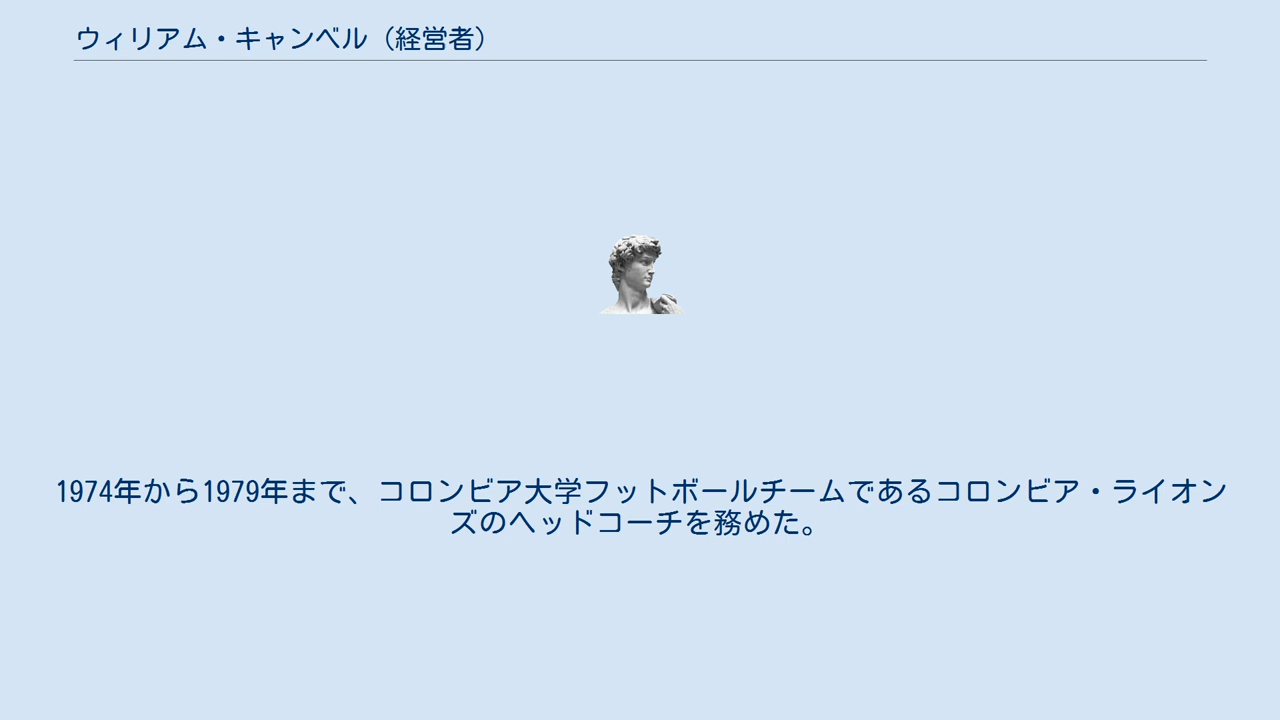 ウィリアム・キャンベル（経営者）
1974年から1979年まで、コロンビア大学フットボールチームであるコロンビア・ライオン
ズのヘッドコーチを務めた。